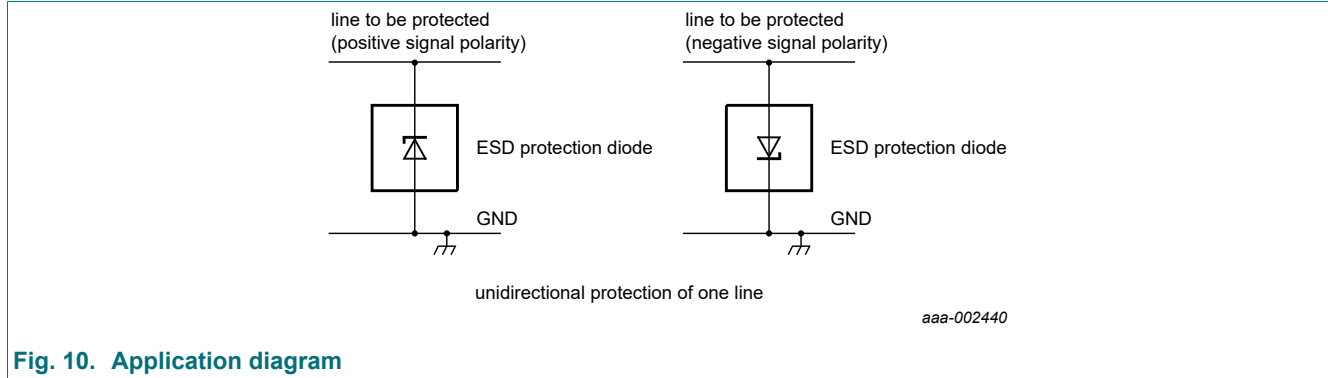 line to be protected
(positive signal polarity)
line to be protected
(negative signal polarity)
ESD protection diode
ESD protection diode
GND
GND
unidirectional protection of one line
aaa-002440
Fig. 10. Application diagram